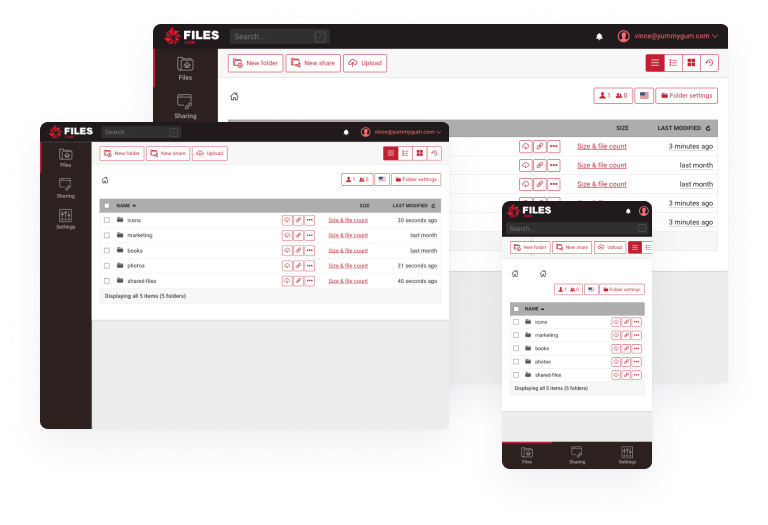 FILES
.COM
Search...
/
vince@yummygum.com
New folder
New share
Upload
Files
Sharing
1 0
Folder settings
SIZE LAST MODIFIED
Size & file count 3 minutes ago
Size & file count last month
Size & file count last month
Size & file count 3 minutes ago
3 minutes ago
FILES
.COM
Search...
/
vince@yummygum.com
New folder
New share
Upload
Files
Sharing
Settings
1 0
Folder settings
NAME SIZE LAST MODIFIED
icons Size & file count 30 seconds ago
marketing Size & file count last month
books Size & file count last month
photos Size & file count 31 seconds ago
shared-files Size & file count 40 seconds ago
Displaying all 5 items (5 folders)
FILES
.COM
Search...
/
New folder
New share
Upload
1 0
Folder settings
NAME
icons
marketing
books
photos
shared-files
Displaying all 5 items (5 folders)
Files
Sharing
Settings